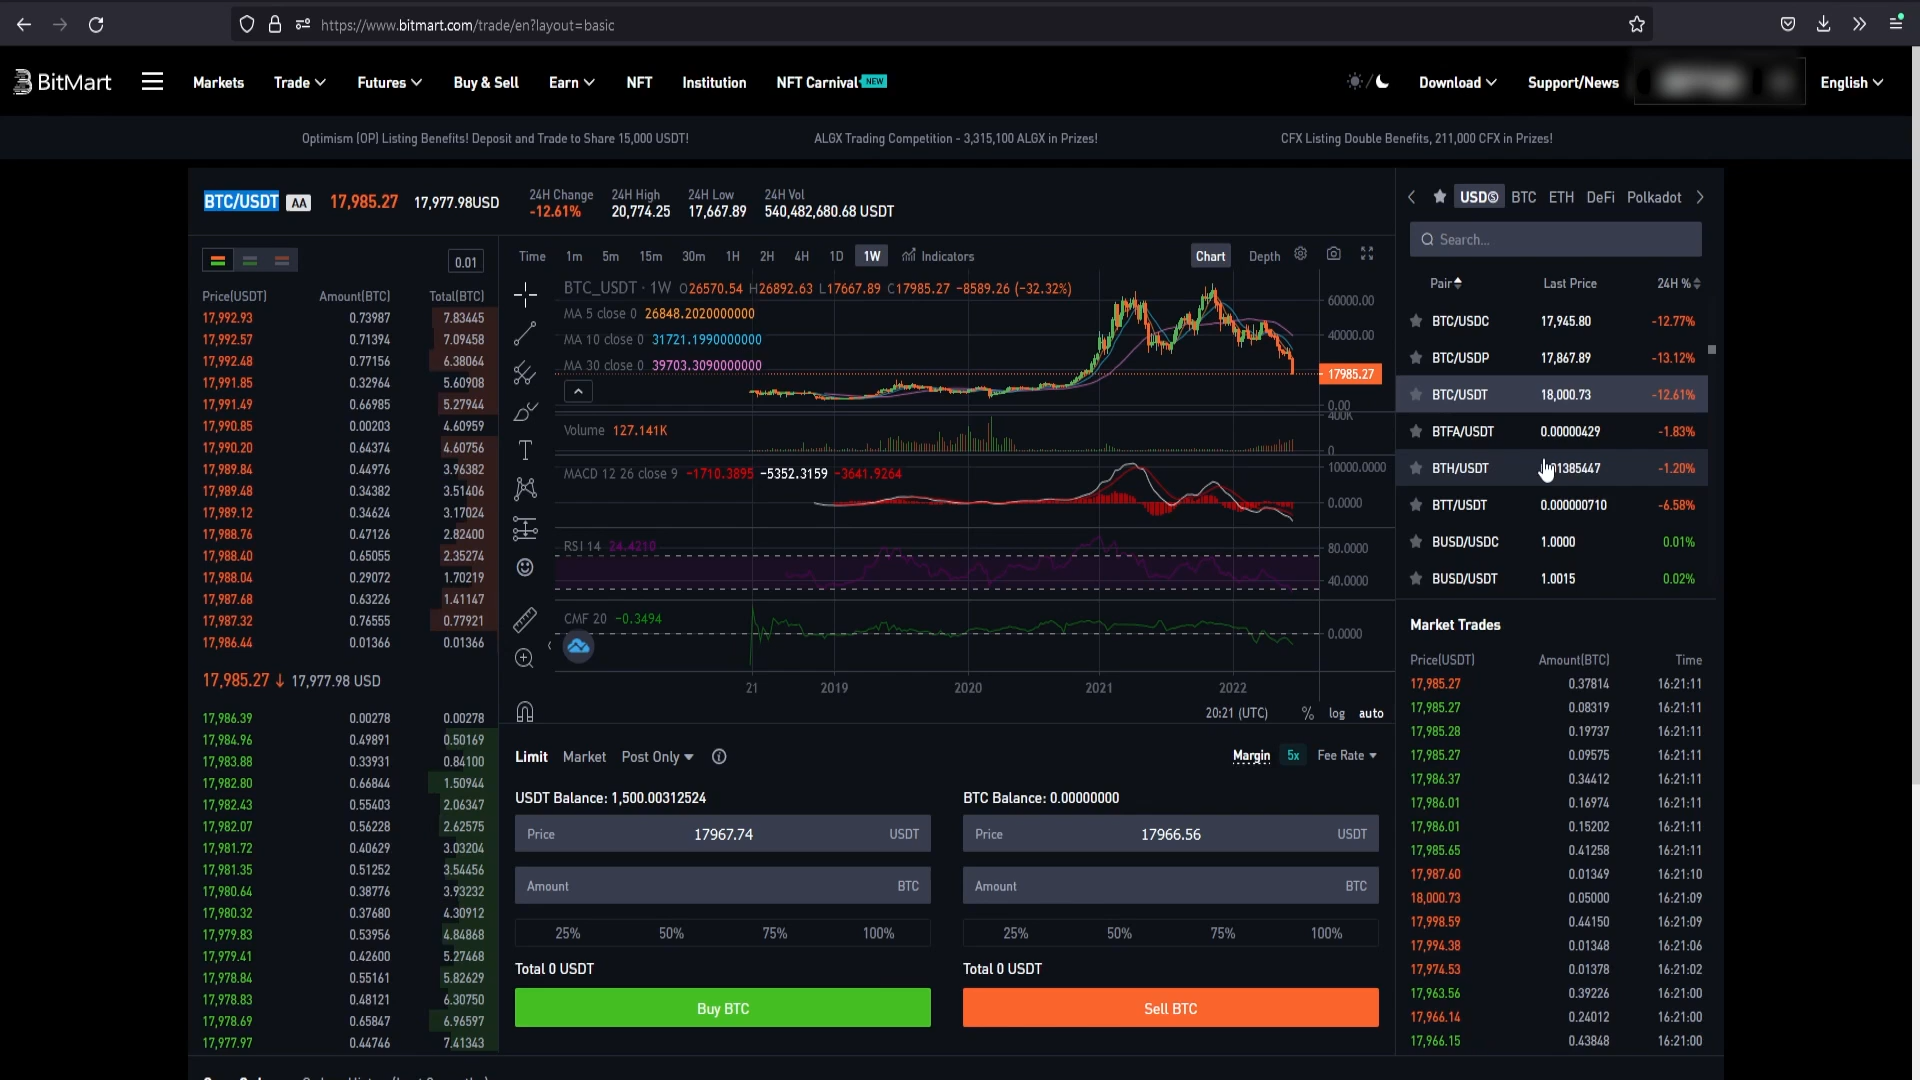 https://www.bitmart.com/trade/en?layout=basic
BitMart Markets Trade Futures Buy & Sell Earn NFT Institution NFT Carnival NEW Download Support/News English
Optimism (OP) Listing Benefits! Deposit and Trade to Share 15,000 USDT! ALGX Trading Competition - 3,315,100 ALGX in Prizes! CFX Listing Double Benefits, 211,000 CFX in Prizes!
BTC/USDT AA 17,985.27 17,977.98USD
24H Change 24H High 24H Low 24H Vol
-12.61% 20,774.25 17,667.89 540,482,680.68 USDT
0.01
Price(USDT) Amount(BTC) Total(BTC)
17,992.93 0.73987 7.83445
17,992.57 0.71394 7.09458
17,992.48 0.77156 6.38064
17,991.85 0.32964 5.60908
17,991.49 0.66985 5.27944
17,990.85 0.00203 4.60959
17,990.20 0.64374 4.60756
17,989.84 0.44976 3.96382
17,989.48 0.34382 3.51406
17,989.12 0.34624 3.17024
17,988.76 0.47126 2.82400
17,988.40 0.65055 2.35274
17,988.04 0.29072 1.70219
17,987.68 0.63226 1.41147
17,987.32 0.76555 0.77921
17,986.44 0.01366 0.01366
17,985.27 ↓ 17,977.98 USD
17,986.39 0.00278 0.00278
17,984.96 0.49891 0.50169
17,983.88 0.33931 0.84100
17,982.80 0.66844 1.50944
17,982.43 0.55403 2.06347
17,982.07 0.56228 2.62575
17,981.72 0.40629 3.03204
17,981.35 0.51252 3.54456
17,980.64 0.38776 3.93232
17,980.32 0.37680 4.30912
17,979.83 0.53956 4.84868
17,979.41 0.42600 5.27468
17,978.84 0.55161 5.82629
17,978.83 0.48121 6.30750
17,978.69 0.65847 6.96597
17,977.97 0.44746 7.41343
Time 1m 5m 15m 30m 1H 2H 4H 1D 1W Indicators Chart Depth
BTC_USDT · 1W O26570.54 H26892.63 L17667.89 C17985.27 -8589.26 (-32.32%)
MA 5 close 0 26848.2020000000
MA 10 close 0 31721.1990000000
MA 30 close 0 39703.3090000000
60000.00
40000.00
17985.27
0.00
Volume 127.141K
400K
0
MACD 12 26 close 9 -1710.3895 -5352.3159 -3641.9264
10000.0000
0.0000
RSI 14 24.4210
80.0000
40.0000
CMF 20 -0.3494
0.0000
21 2019 2020 2021 2022
20:21 (UTC) % log auto
Limit Market Post Only Margin 5x Fee Rate
USDT Balance: 1,500.00312524
Price 17967.74 USDT
Amount BTC
25% 50% 75% 100%
Total 0 USDT
Buy BTC
BTC Balance: 0.00000000
Price 17966.56 USDT
Amount BTC
25% 50% 75% 100%
Total 0 USDT
Sell BTC
USDⓈ BTC ETH DeFi Polkadot
Search...
Pair Last Price 24H %
BTC/USDC 17,945.80 -12.77%
BTC/USDP 17,867.89 -13.12%
BTC/USDT 18,000.73 -12.61%
BTFA/USDT 0.00000429 -1.83%
BTH/USDT -1.20%
BTT/USDT 0.000000710 -6.58%
BUSD/USDC 1.0000 0.01%
BUSD/USDT 1.0015 0.02%
Market Trades
Price(USDT) Amount(BTC) Time
17,985.27 0.37814 16:21:11
17,985.27 0.08319 16:21:11
17,985.28 0.19737 16:21:11
17,985.27 0.09575 16:21:11
17,986.37 0.34412 16:21:11
17,986.01 0.16974 16:21:11
17,986.01 0.15202 16:21:11
17,985.65 0.41258 16:21:11
17,987.60 0.01349 16:21:10
18,000.73 0.05000 16:21:09
17,998.59 0.44150 16:21:09
17,994.38 0.01348 16:21:06
17,974.53 0.01378 16:21:02
17,963.56 0.39226 16:21:00
17,966.14 0.24012 16:21:00
17,966.15 0.43848 16:21:00